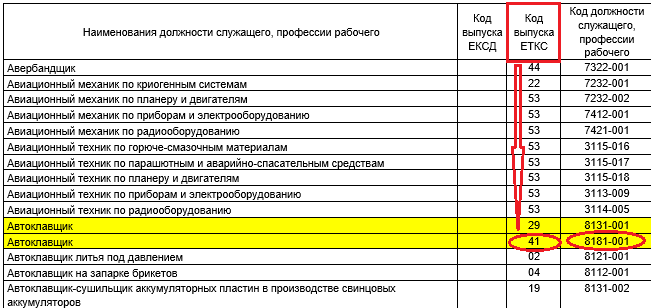 Наименования должности служащего, профессии рабочего Код выпуска ЕКСД Код выпуска ЕТКС Код должности служащего, профессии рабочего
Авербандщик 44 7322-001
Авиационный механик по криогенным системам 22 7232-001
Авиационный механик по планеру и двигателям 53 7232-002
Авиационный механик по приборам и электрооборудованию 53 7412-001
Авиационный механик по радиооборудованию 53 7421-001
Авиационный техник по горюче-смазочным материалам 53 3115-016
Авиационный техник по парашютным и аварийно-спасательным средствам 53 3115-017
Авиационный техник по планеру и двигателям 53 3115-018
Авиационный техник по приборам и электрооборудованию 53 3113-009
Авиационный техник по радиооборудованию 53 3114-005
Автоклавщик 29 8131-001
Автоклавщик 41 8181-001
Автоклавщик литья под давлением 02 8121-001
Автоклавщик на запарке брикетов 04 8112-001
Автоклавщик-сушильщик аккумуляторных пластин в производстве свинцовых 19 8131-002
аккумуляторов